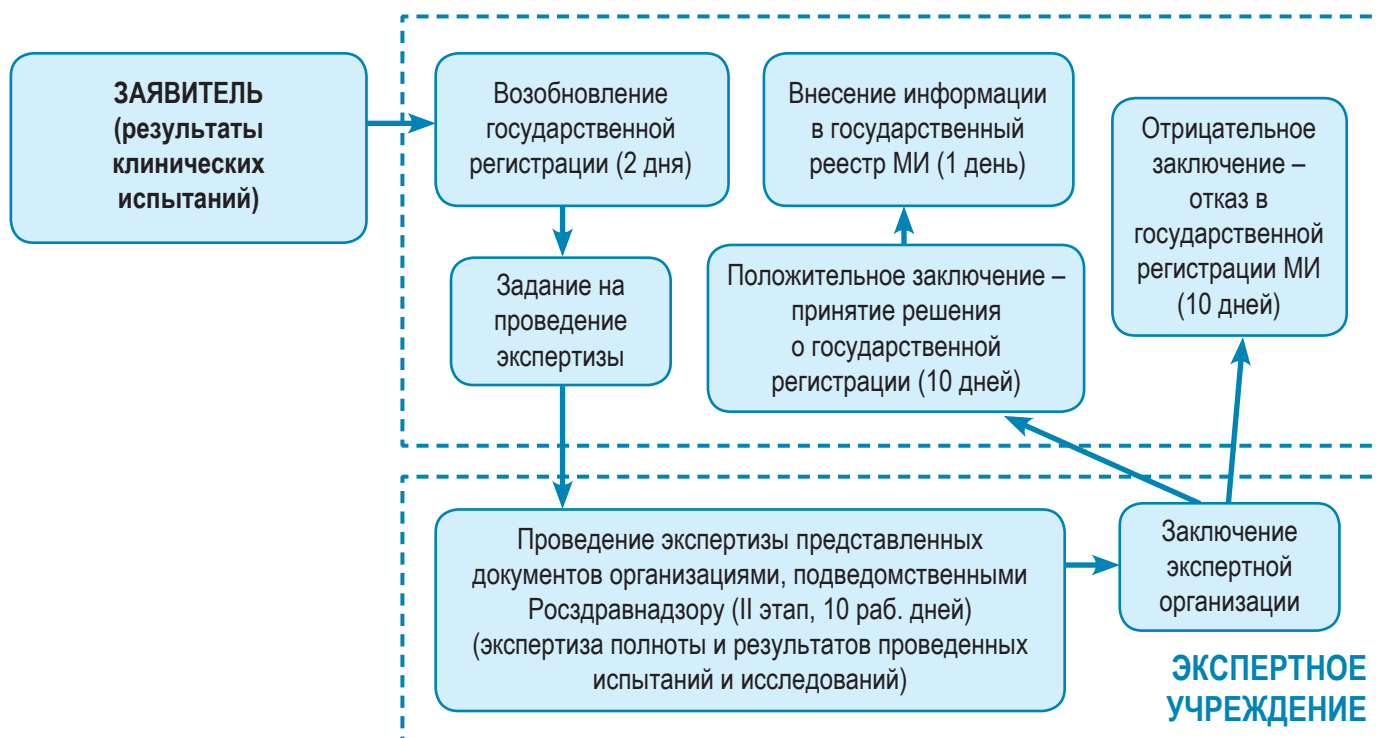 ЗАЯВИТЕЛЬ
(результаты
клинических
испытаний)
Возобновление
государственной
регистрации (2 дня)
Задание на
проведение
экспертизы
Внесение информации
в государственный
реестр МИ (1 день)
Положительное заключение –
принятие решения
о государственной
регистрации (10 дней)
Отрицательное
заключение –
отказ в
государственной
регистрации МИ
(10 дней)
Проведение экспертизы представленных
документов организациями, подведомственными
Росздравнадзору (II этап, 10 раб. дней)
(экспертиза полноты и результатов проведенных
испытаний и исследований)
Заключение
экспертной
организации
ЭКСПЕРТНОЕ
УЧРЕЖДЕНИЕ